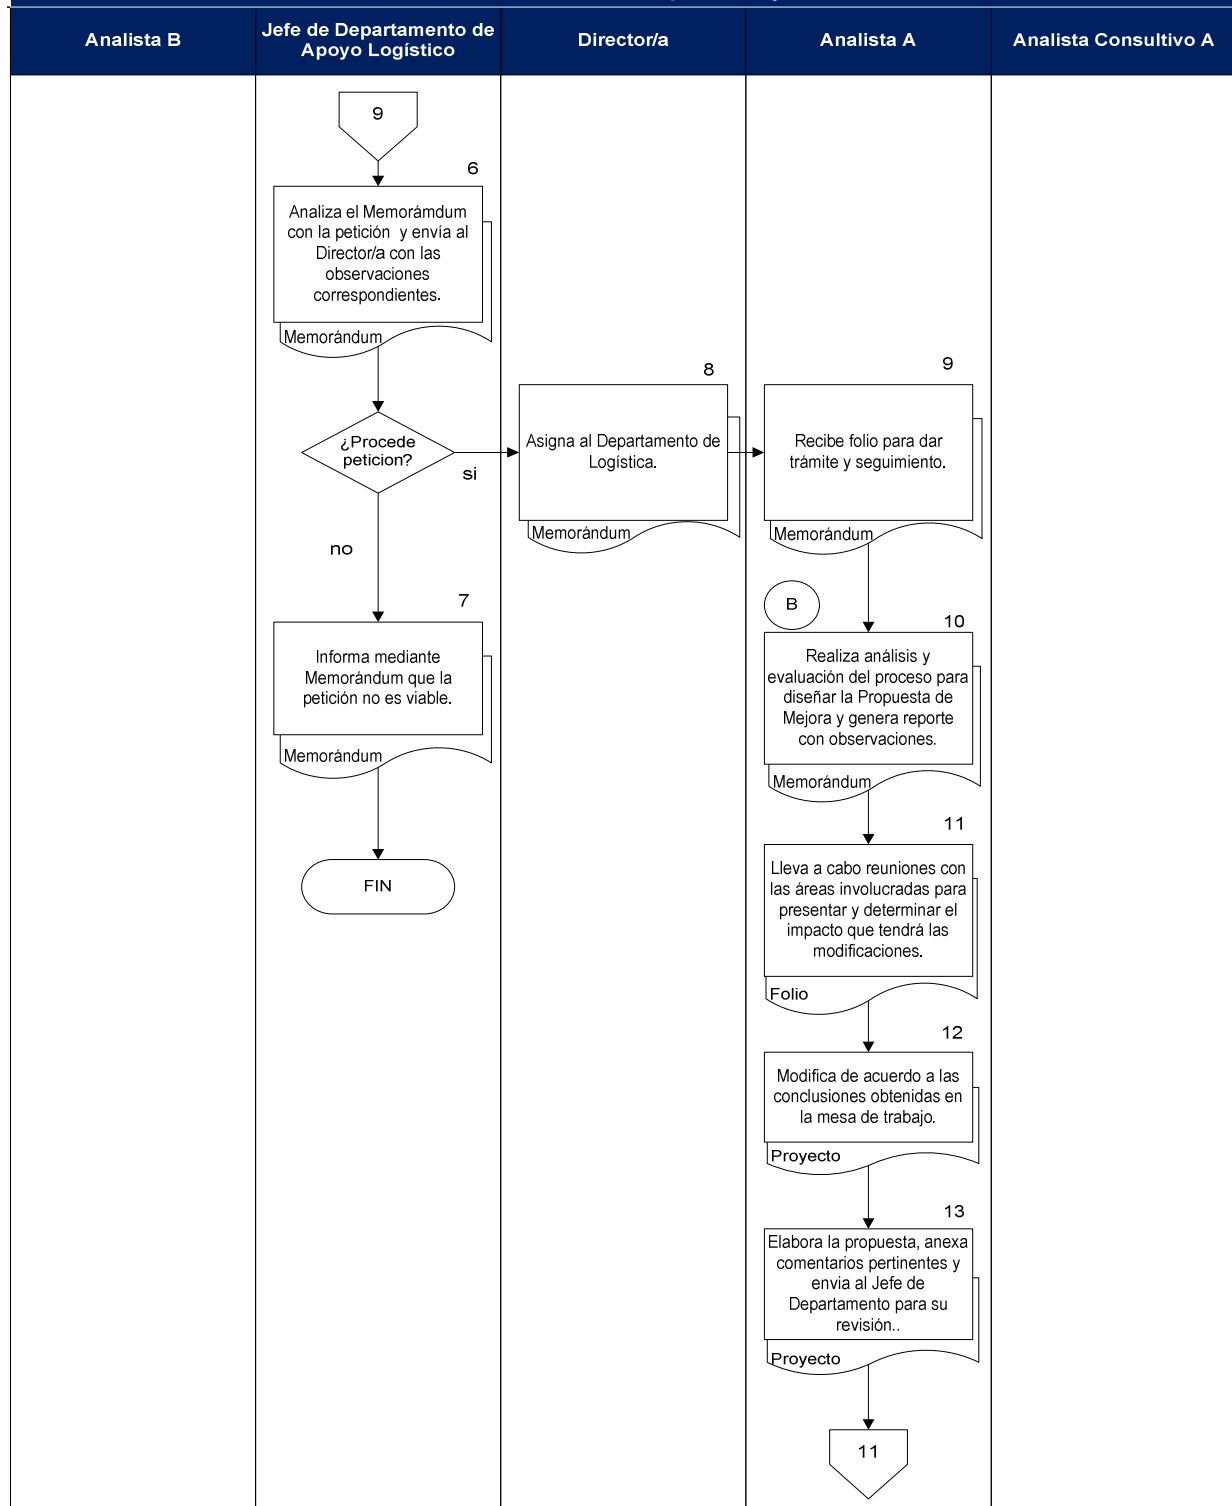 Analista B
Jefe de Departamento de
Apoyo Logístico
Director/a
Analista A
Analista Consultivo A
9
6
Analiza el Memorámdum
con la petición y envía al
Director/a con las
observaciones
correspondientes.
Memorándum
¿Procede
peticion?
si
no
7
Informa mediante
Memorándum que la
petición no es viable.
Memorándum
FIN
8
Asigna al Departamento de
Logística.
Memorándum
9
Recibe folio para dar
trámite y seguimiento.
Memorándum
B
10
Realiza análisis y
evaluación del proceso para
diseñar la Propuesta de
Mejora y genera reporte
con observaciones.
Memorándum
11
Lleva a cabo reuniones con
las áreas involucradas para
presentar y determinar el
impacto que tendrá las
modificaciones.
Folio
12
Modifica de acuerdo a las
conclusiones obtenidas en
la mesa de trabajo.
Proyecto
13
Elabora la propuesta, anexa
comentarios pertinentes y
envia al Jefe de
Departamento para su
revisión..
Proyecto
11